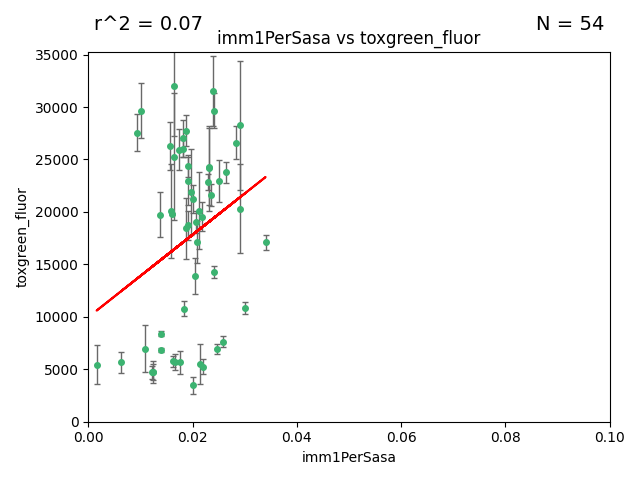 r^2 = 0.07
N = 54
imm1PerSasa vs toxgreen_fluor
35000
30000
25000
20000
15000
10000
5000
0
toxgreen_fluor
0.00
0.02
0.04
0.06
0.08
0.10
imm1PerSasa